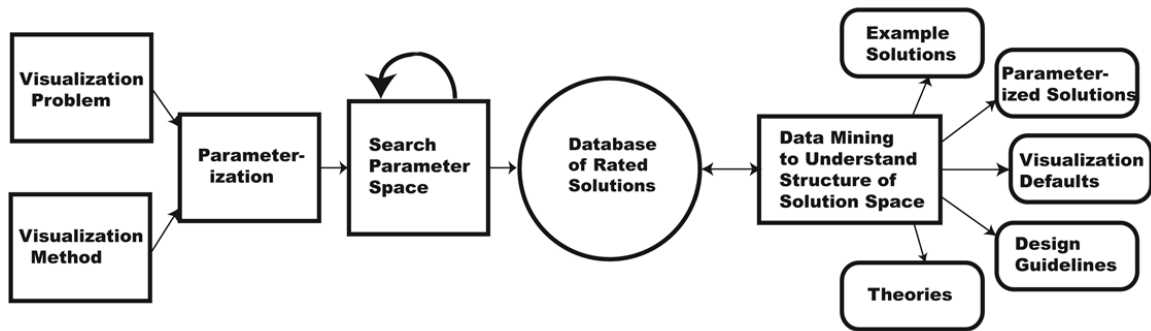 Visualization
Problem
Visualization
Method
Parameter-
ization
Search
Parameter
Space
Database
of Rated
Solutions
Data Mining
to Understand
Structure of
Solution Space
Example
Solutions
Parameter-
ized Solutions
Visualization
Defaults
Design
Guidelines
Theories